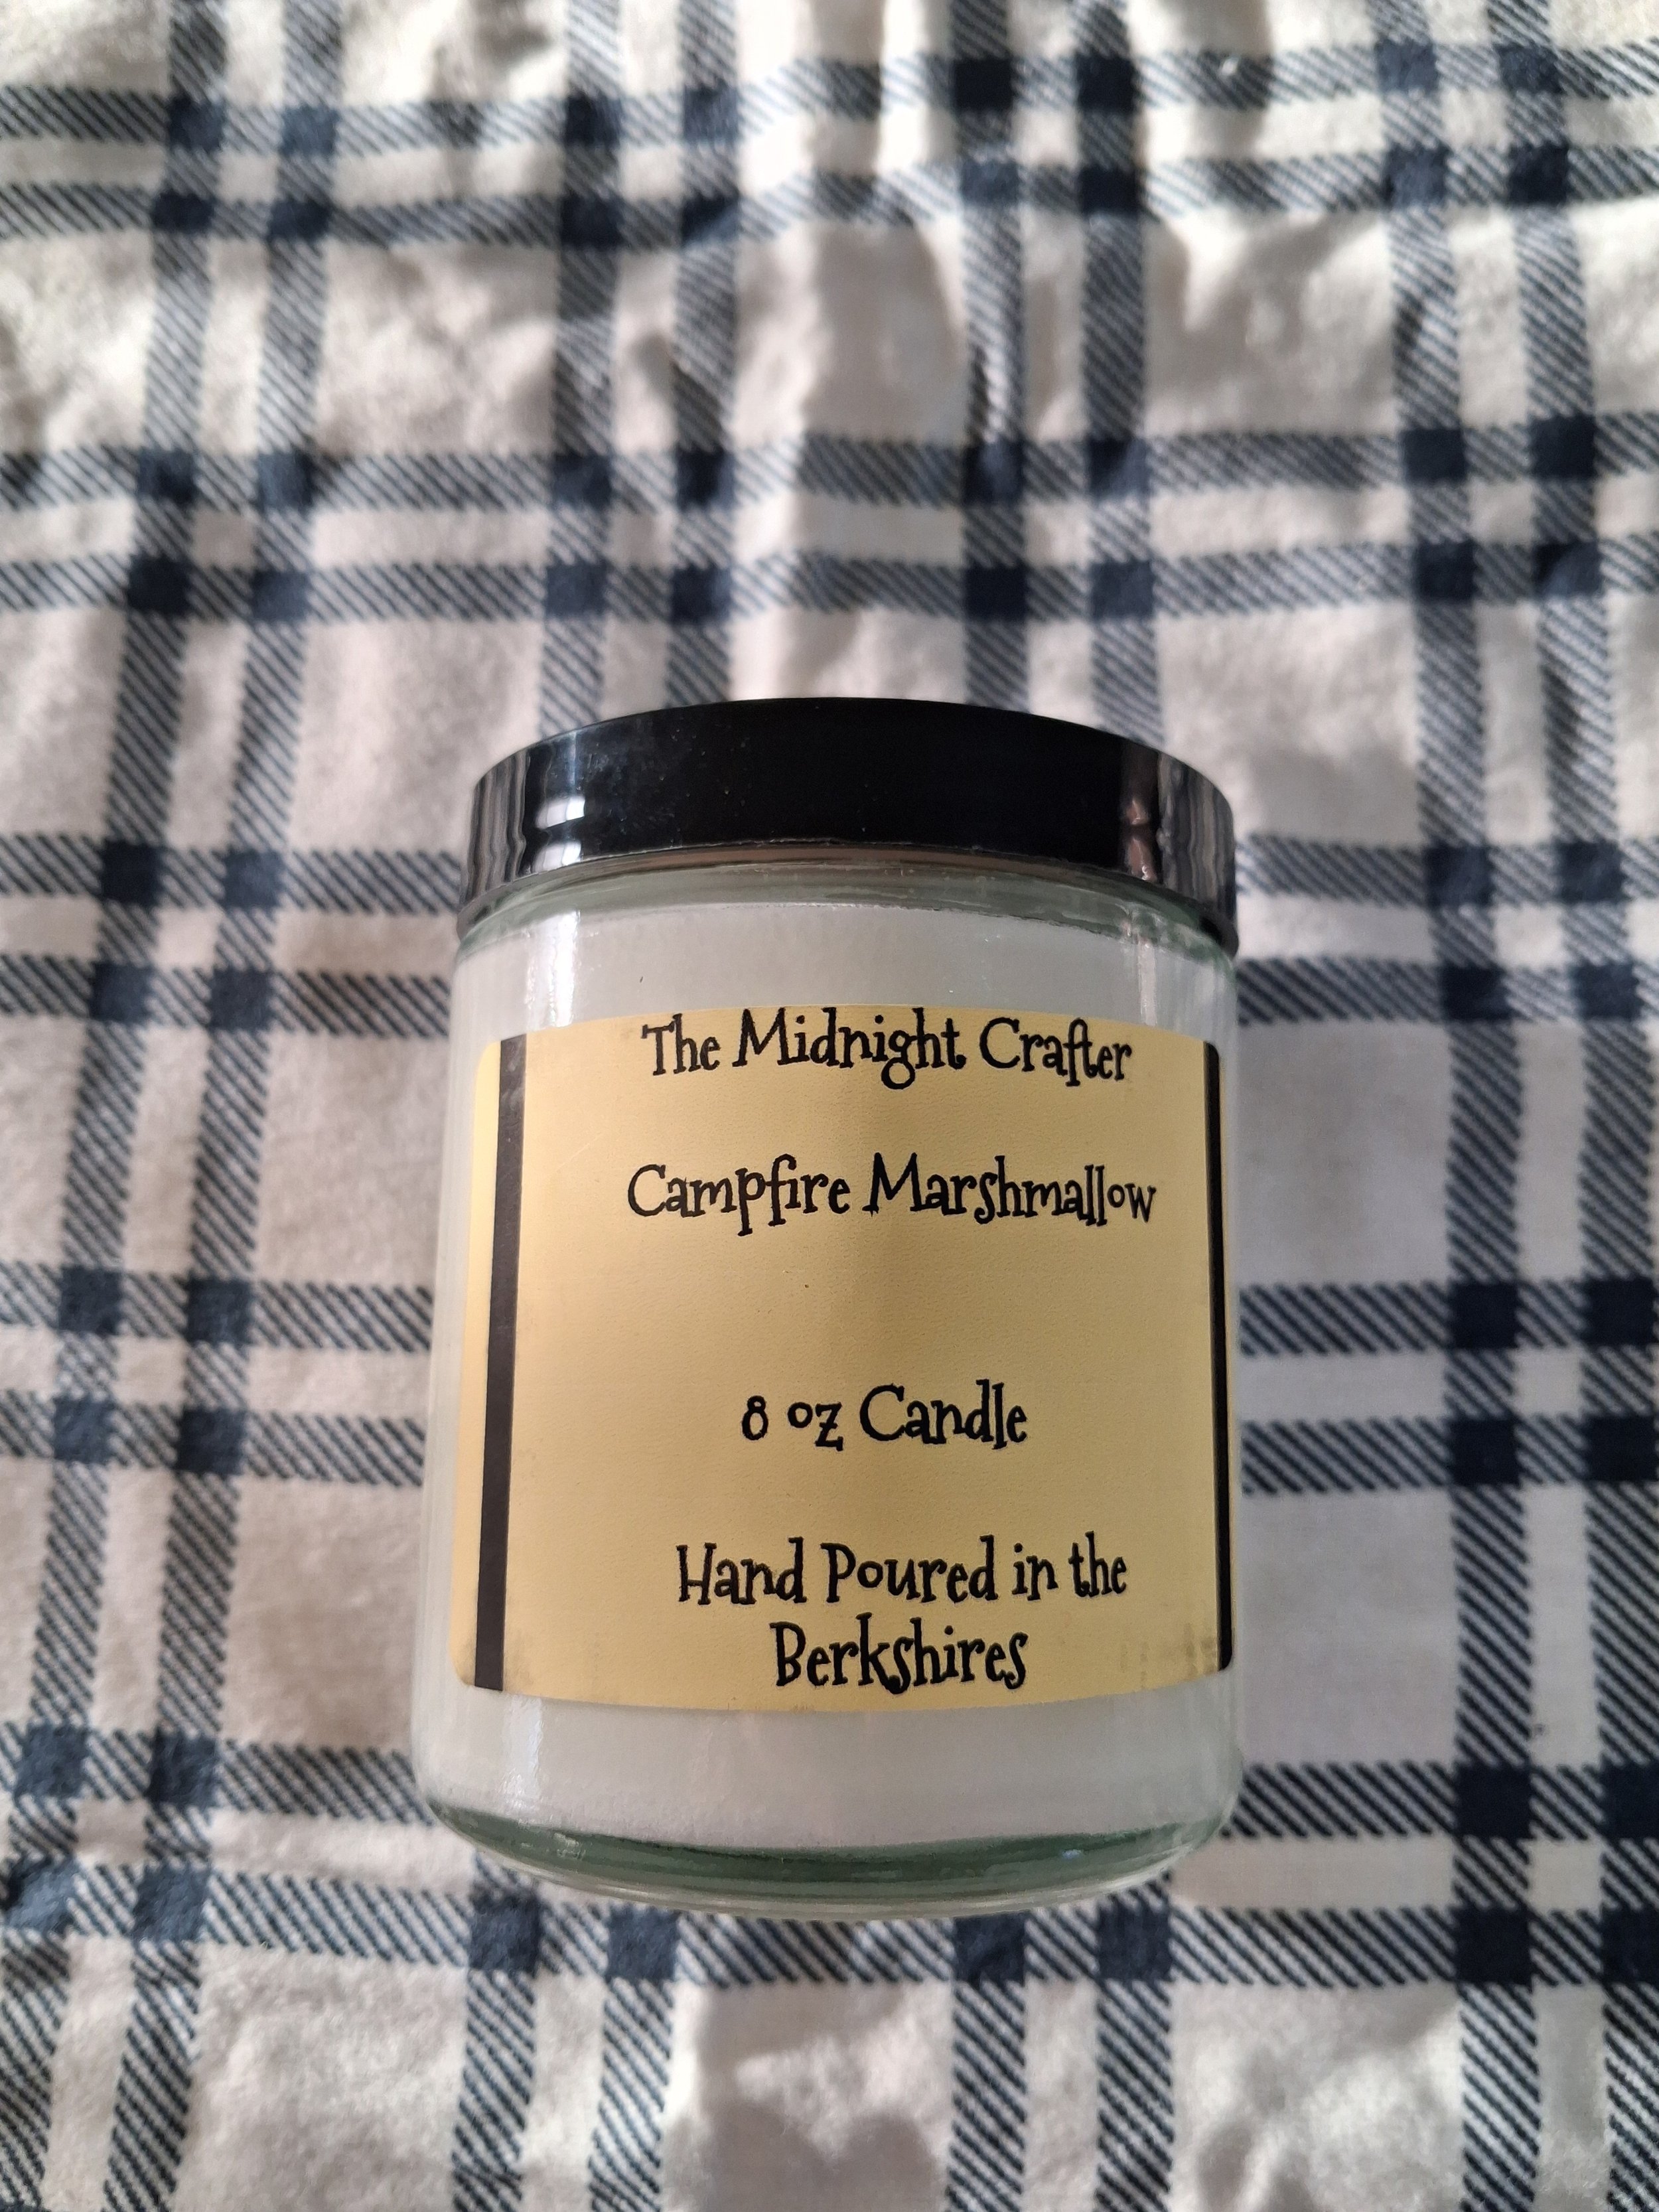 The Midnight Crafter
Campfire Marshmallow
8 oz Candle
Hand Poured in the
Berkshires